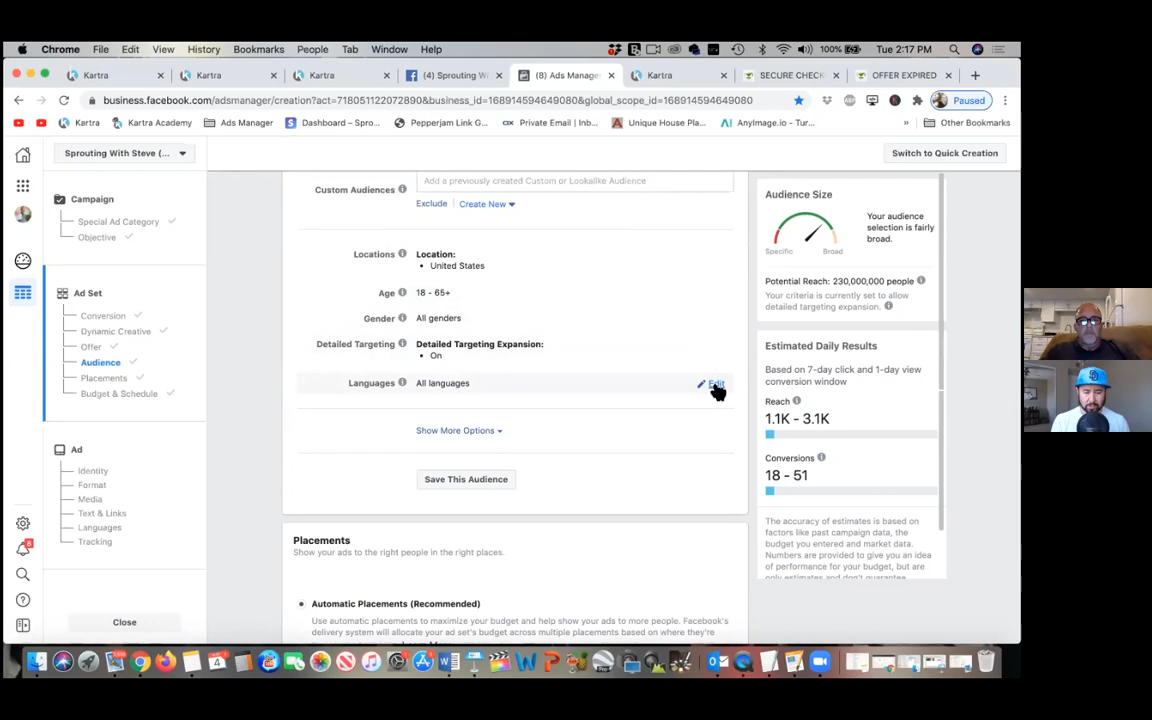 Chrome File Edit View History Bookmarks People Tab Window Help 100% Tue 2:17 PM
Kartra Kartra Kartra (4) Sprouting Wi (8) Ads Manager Kartra SECURE CHECK OFFER EXPIRED
business.facebook.com/adsmanager/creation?act=718051122072890&business_id=168914594649080&global_scope_id=168914594649080 Paused
Kartra Kartra Academy Ads Manager Dashboard – Spro... Pepperjam Link G... Private Email | Inb... Unique House Pla... AnyImage.io - Tur... » Other Bookmarks
Sprouting With Steve (... Switch to Quick Creation
Campaign
Special Ad Category
Objective
Ad Set
Conversion
Dynamic Creative
Offer
Audience
Placements
Budget & Schedule
Ad
Identity
Format
Media
Text & Links
Languages
Tracking
Close
8
Custom Audiences Add a previously created Custom or Lookalike Audience
Exclude Create New
Locations Location:
• United States
Age 18 - 65+
Gender All genders
Detailed Targeting Detailed Targeting Expansion:
• On
Languages All languages Edit
Show More Options
Save This Audience
Placements
Show your ads to the right people in the right places.
Automatic Placements (Recommended)
Use automatic placements to maximize your budget and help show your ads to more people. Facebook's
delivery system will allocate your ad set's budget across multiple placements based on where they're
Audience Size
Your audience
selection is fairly
broad.
Specific Broad
Potential Reach: 230,000,000 people
Your criteria is currently set to allow
detailed targeting expansion.
Estimated Daily Results
Based on 7-day click and 1-day view
conversion window
Reach
1.1K - 3.1K
Conversions
18 - 51
The accuracy of estimates is based on
factors like past campaign data, the
budget you entered and market data.
Numbers are provided to give you an idea
of performance for your budget, but are
only estimates and don't guarantee